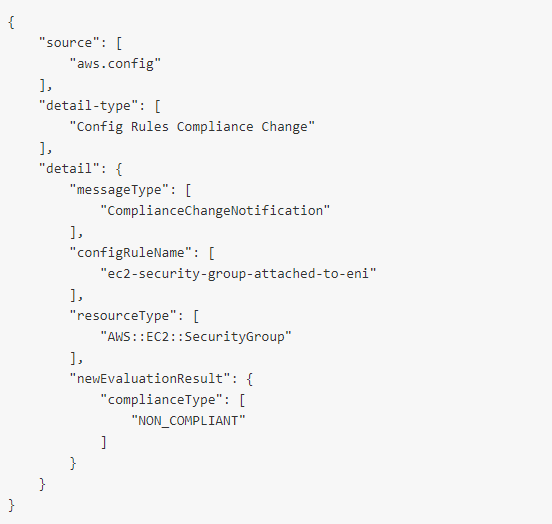 {
    "source": [
        "aws.config"
    ],
    "detail-type": [
        "Config Rules Compliance Change"
    ],
    "detail": {
        "messageType": [
            "ComplianceChangeNotification"
        ],
        "configRuleName": [
            "ec2-security-group-attached-to-eni"
        ],
        "resourceType": [
            "AWS::EC2::SecurityGroup"
        ],
        "newEvaluationResult": {
            "complianceType": [
                "NON_COMPLIANT"
            ]
        }
    }
}